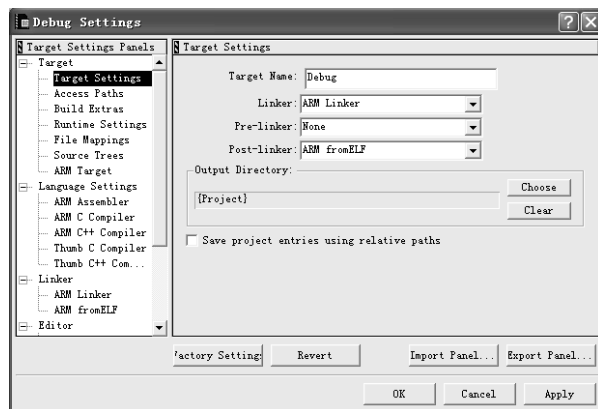 Debug Settings
Target Settings Panels
Target
Target Settings
Access Paths
Build Extras
Runtime Settings
File Mappings
Source Trees
ARM Target
Language Settings
ARM Assembler
ARM C Compiler
ARM C++ Compiler
Thumb C Compiler
Thumb C++ Com...
Linker
ARM Linker
ARM fromELF
Editor
Target Settings
Target Name: Debug
Linker: ARM Linker
Pre-linker: None
Post-linker: ARM fromELF
Output Directory:
{Project}
Choose
Clear
Save project entries using relative paths
Factory Settings
Revert
Import Panel...
Export Panel...
OK
Cancel
Apply